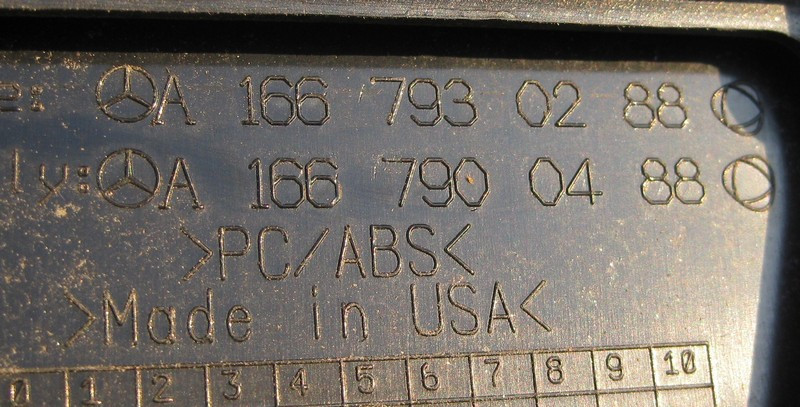 A 166 793 02 88
ly: A 166 790 04 88
>PC/ABS<
>Made in USA<
0 1 2 3 4 5 6 7 8 9 10